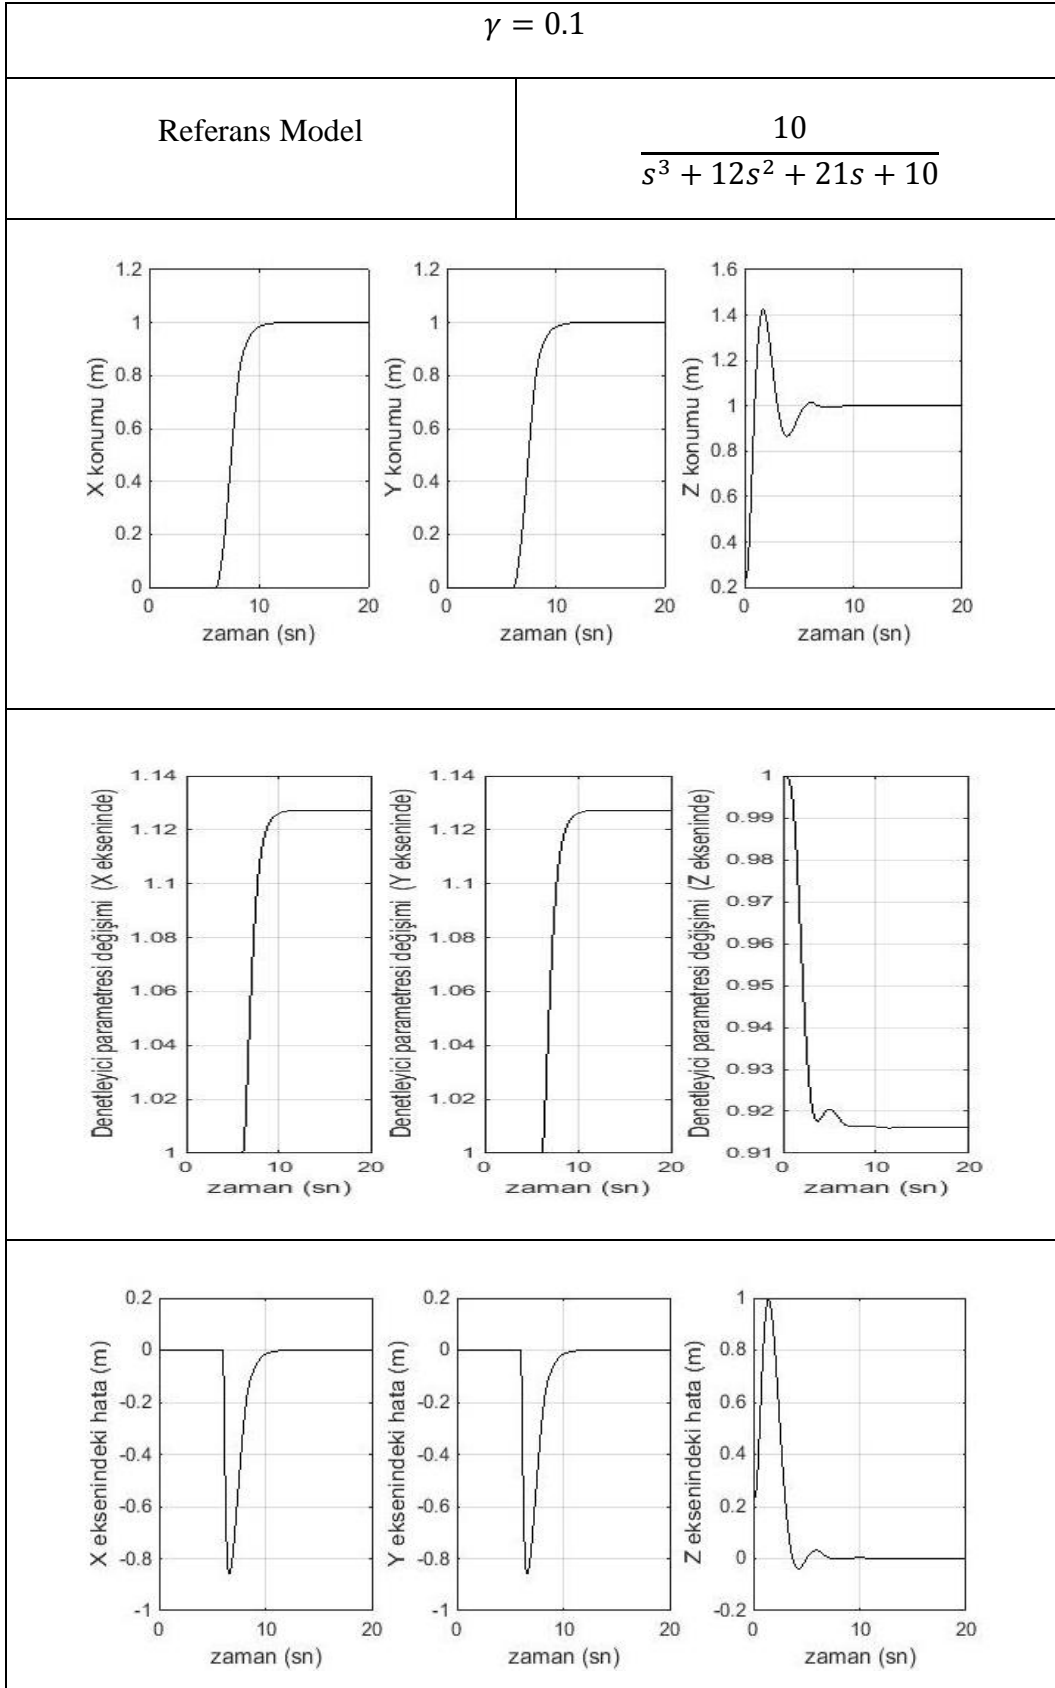 γ = 0.1
Referans Model
10
s³ + 12s² + 21s + 10
X konumu (m)
1.2
1
0.8
0.6
0.4
0.2
0
0 10 20
zaman (sn)
Y konumu (m)
1.2
1
0.8
0.6
0.4
0.2
0
0 10 20
zaman (sn)
Z konumu (m)
1.6
1.4
1.2
1
0.8
0.6
0.4
0.2
0 10 20
zaman (sn)
Denetleyici parametresi değişimi (X ekseninde)
1.14
1.12
1.1
1.08
1.06
1.04
1.02
1
0 10 20
zaman (sn)
Denetleyici parametresi değişimi (Y ekseninde)
1.14
1.12
1.1
1.08
1.06
1.04
1.02
1
0 10 20
zaman (sn)
Denetleyici parametresi değişimi (Z ekseninde)
1
0.99
0.98
0.97
0.96
0.95
0.94
0.93
0.92
0.91
0 10 20
zaman (sn)
X eksenindeki hata (m)
0.2
0
-0.2
-0.4
-0.6
-0.8
-1
0 10 20
zaman (sn)
Y eksenindeki hata (m)
0.2
0
-0.2
-0.4
-0.6
-0.8
-1
0 10 20
zaman (sn)
Z eksenindeki hata (m)
1
0.8
0.6
0.4
0.2
0
-0.2
0 10 20
zaman (sn)